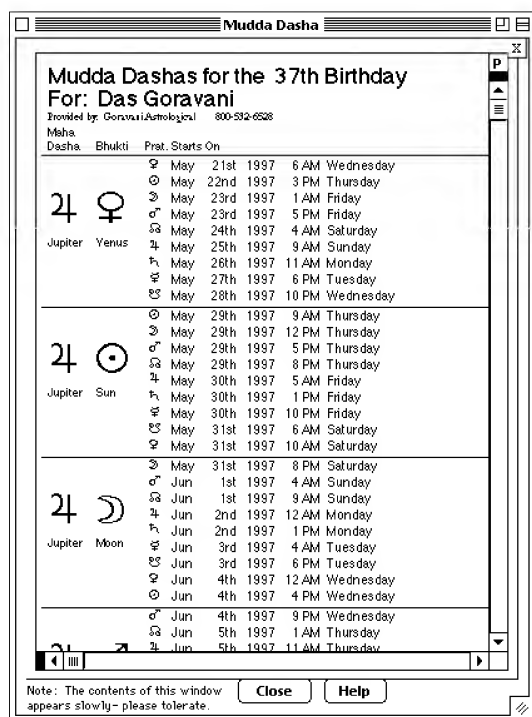 Mudda Dasha
X
P
Mudda Dashas for the 37th Birthday
For: Das Goravani
Provided by: Goravani Astrological 800-532-6528
Maha
Dasha Bhukti Prat. Starts On
♀ May 21st 1997 6 AM Wednesday
☉ May 22nd 1997 3 PM Thursday
☽ May 23rd 1997 1 AM Friday
♂ May 23rd 1997 5 PM Friday
☊ May 24th 1997 4 AM Saturday
♃ May 25th 1997 9 AM Sunday
♄ May 26th 1997 11 AM Monday
☿ May 27th 1997 6 PM Tuesday
☋ May 28th 1997 10 PM Wednesday
♃ ♀
Jupiter Venus
☉ May 29th 1997 9 AM Thursday
☽ May 29th 1997 12 PM Thursday
♂ May 29th 1997 5 PM Thursday
☊ May 29th 1997 8 PM Thursday
♃ May 30th 1997 5 AM Friday
♄ May 30th 1997 1 PM Friday
☿ May 30th 1997 10 PM Friday
☋ May 31st 1997 6 AM Saturday
♀ May 31st 1997 10 AM Saturday
♃ ☉
Jupiter Sun
☽ May 31st 1997 8 PM Saturday
♂ Jun 1st 1997 4 AM Sunday
☊ Jun 1st 1997 9 AM Sunday
♃ Jun 2nd 1997 12 AM Monday
♄ Jun 2nd 1997 1 PM Monday
☿ Jun 3rd 1997 4 AM Tuesday
☋ Jun 3rd 1997 6 PM Tuesday
♀ Jun 4th 1997 12 AM Wednesday
☉ Jun 4th 1997 4 PM Wednesday
♃ ☽
Jupiter Moon
♂ Jun 4th 1997 9 PM Wednesday
☊ Jun 5th 1997 1 AM Thursday
♃ Jun 5th 1997 11 AM Thursday
Note: The contents of this window
appears slowly- please tolerate.
Close
Help